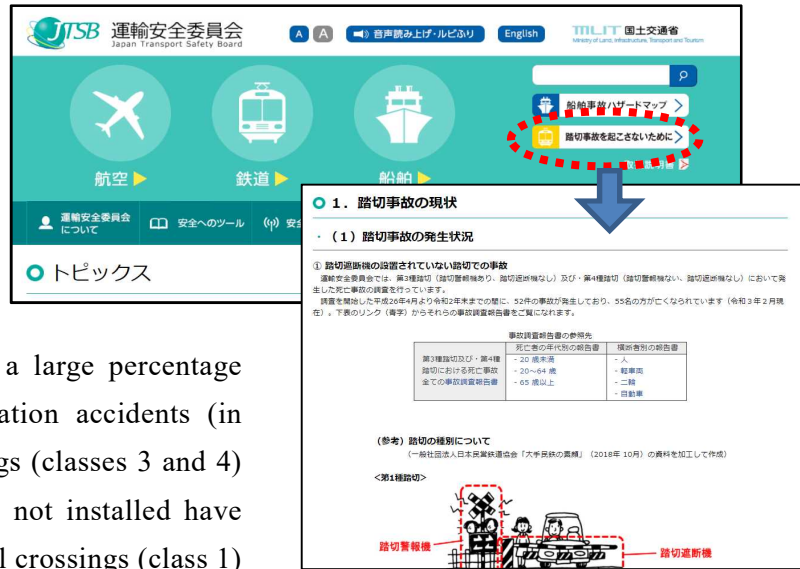 JTSB 運輸安全委員会
Japan Transport Safety Board
A A 音声読み上げ・ルビふり English
MLIT 国土交通省
Ministry of Land, Infrastructure, Transport and Tourism
船舶事故ハザードマップ
踏切事故を起こさないために
航空 鉄道 船舶
運輸安全委員会
について
安全へのツール
トピックス
1. 踏切事故の現状
・(1)踏切事故の発生状況
① 踏切遮断機の設置されていない踏切での事故
運輸安全委員会では、第3種踏切(踏切警報機あり、踏切遮断機なし)及び・第4種踏切(踏切警報機ない、踏切遮断機なし)において発
生した死亡事故の調査を行っています。
調査を開始した平成26年4月より令和2年末までの間に、52件の事故が発生しており、55名の方が亡くなられています(令和3年2月現
在)。下表のリンク(青字)からそれらの事故調査報告書をご覧になれます。
事故調査報告書の参照先
死亡者の年代別の報告書 横断者別の報告書
第3種踏切及び・第4種 - 20 歳未満 - 人
踏切における死亡事故 - 20~64 歳 - 軽車両
全ての事故調査報告書 - 65 歳以上 - 二輪
- 自動車
(参考)踏切の種別について
(一般社団法人日本民営鉄道協会「大手民鉄の素顔」(2018年 10月)の資料を加工して作成)
<第1種踏切>
踏切警報機
踏切遮断機
a large percentage
ation accidents (in
gs (classes 3 and 4)
not installed have
l crossings (class 1)